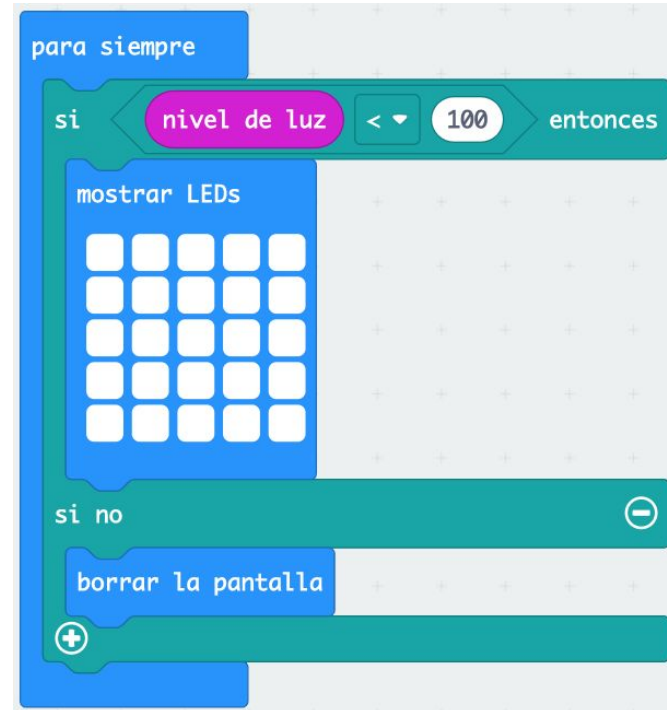 para siempre
si nivel de luz < 100 entonces
mostrar LEDs
si no
borrar la pantalla